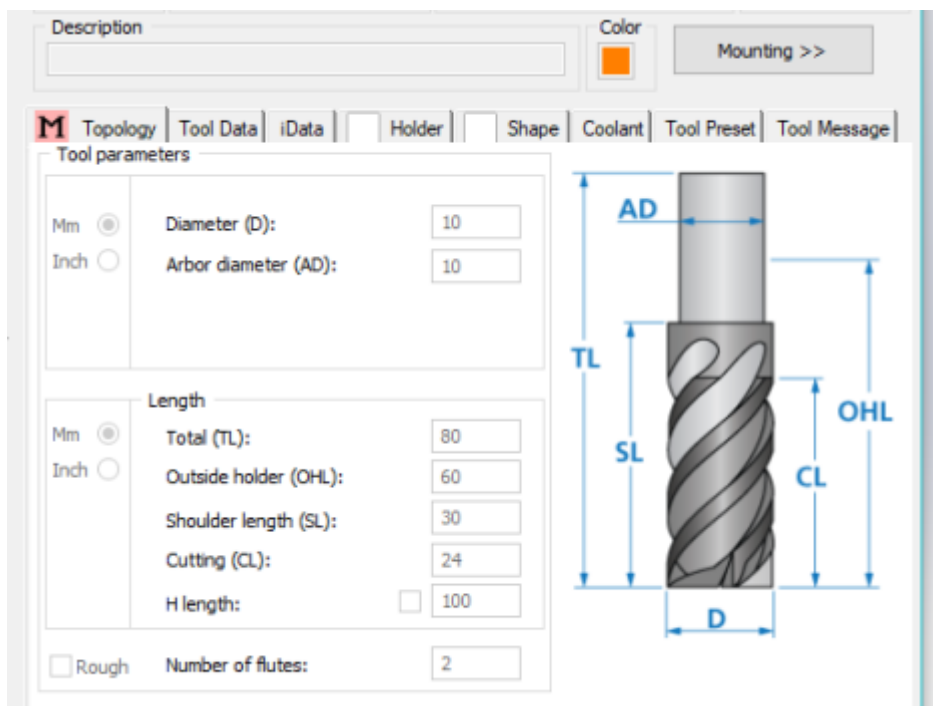 Description
Color
Mounting >>
M Topology Tool Data iData Holder Shape Coolant Tool Preset Tool Message
Tool parameters
Mm Diameter (D): 10
Inch Arbor diameter (AD): 10
Length
Mm Total (TL): 80
Inch Outside holder (OHL): 60
Shoulder length (SL): 30
Cutting (CL): 24
H length: 100
Rough Number of flutes: 2
AD
TL
OHL
SL
CL
D